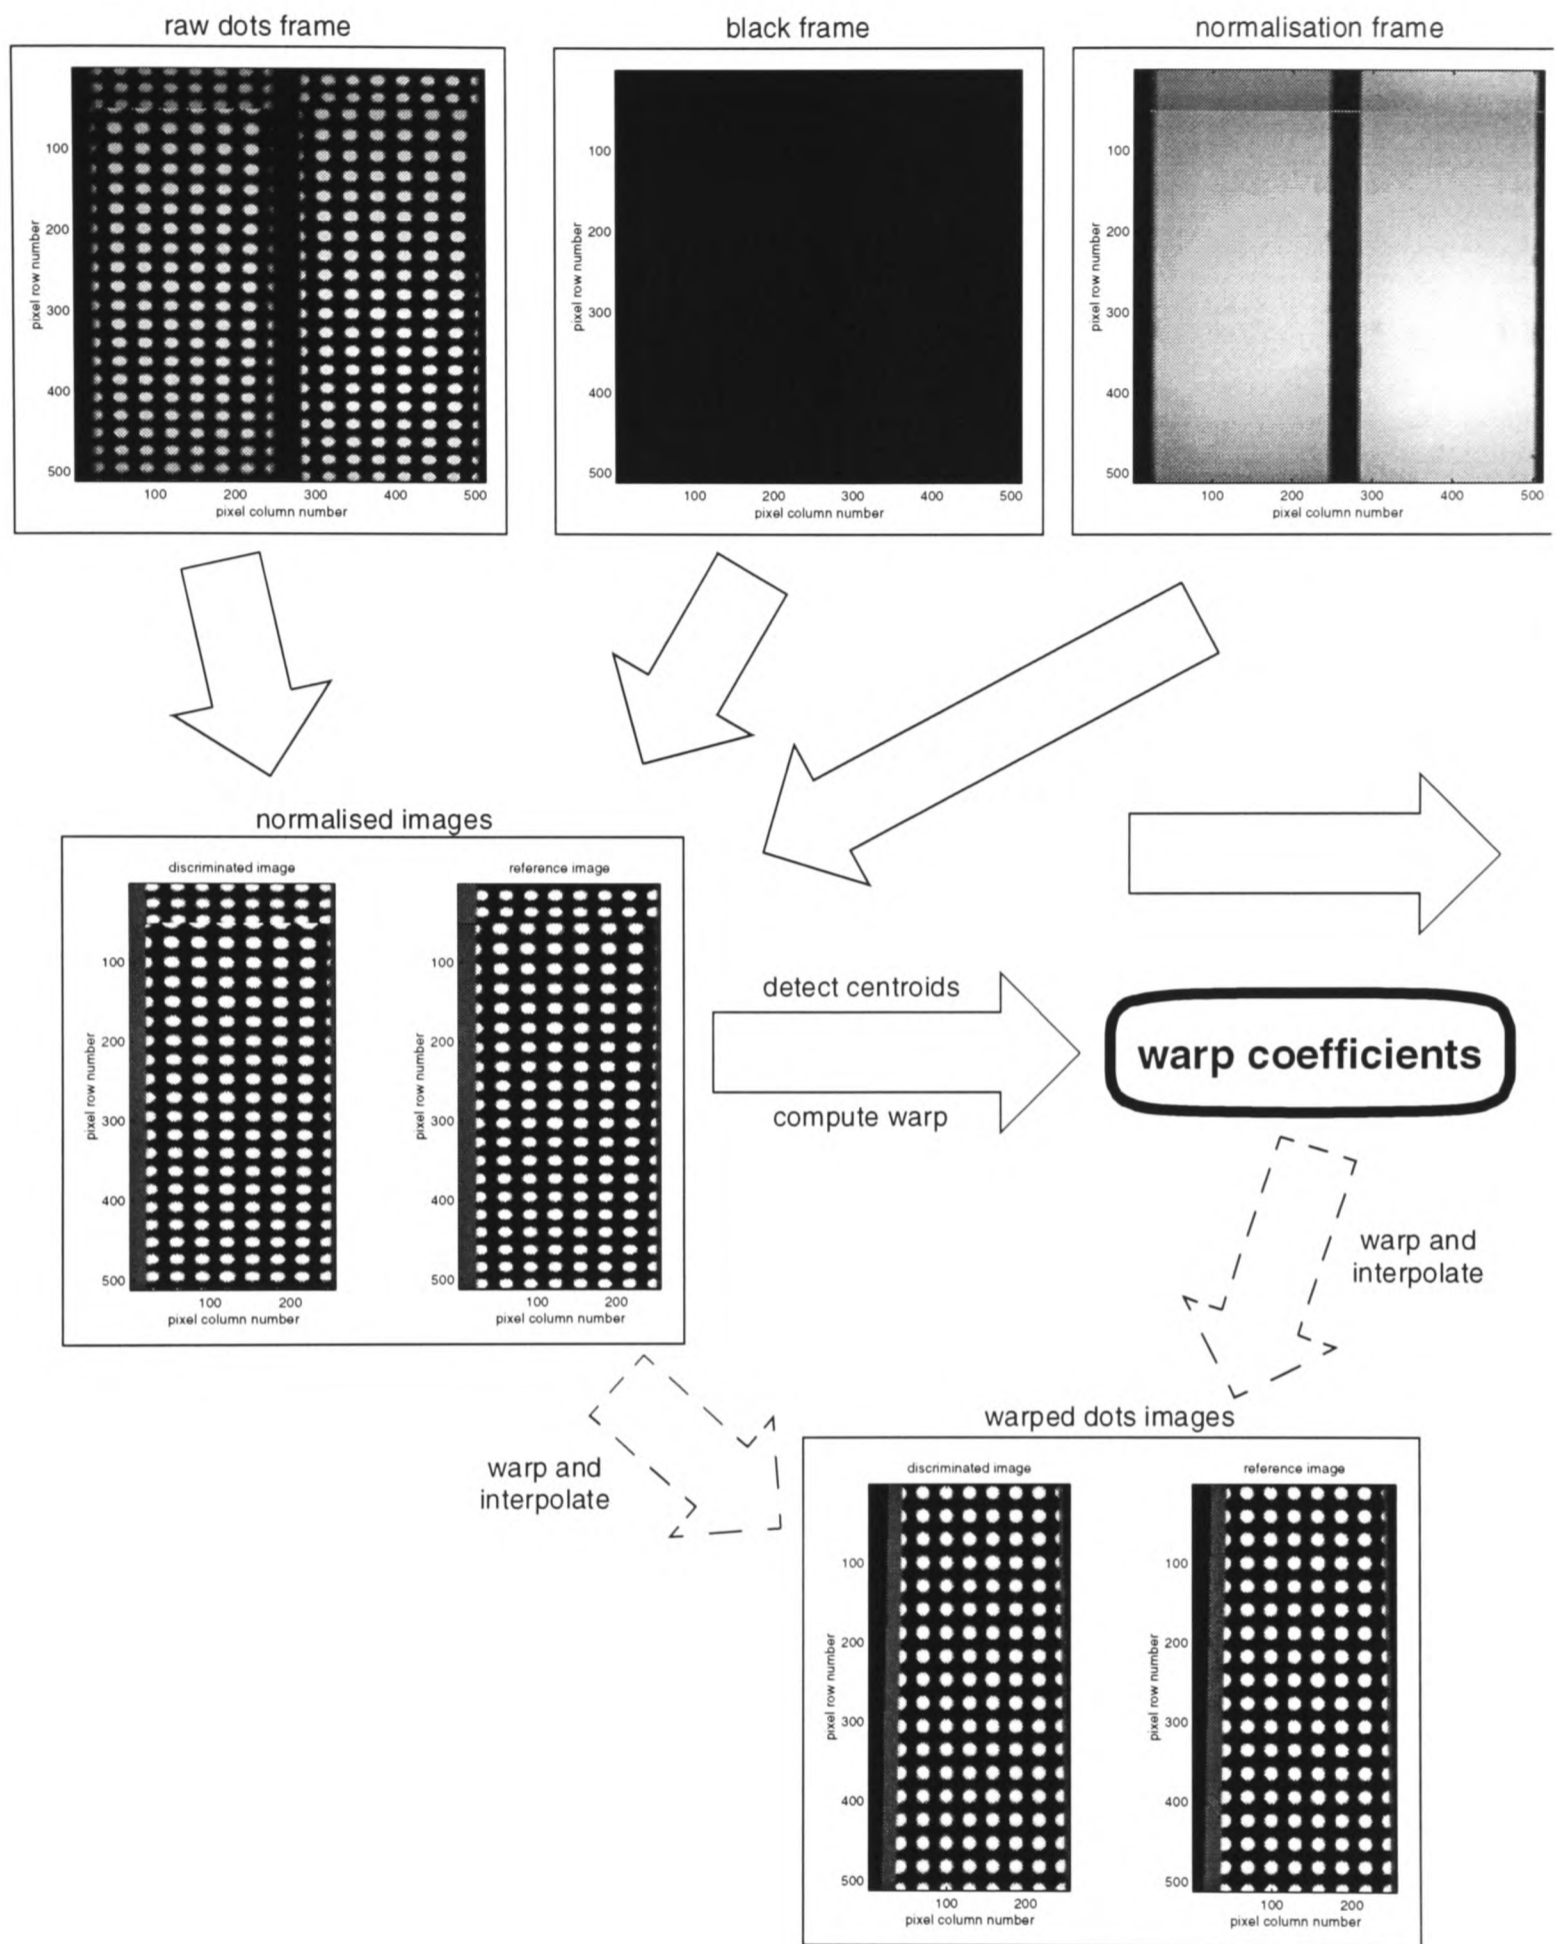 raw dots frame
black frame
normalisation frame
pixel row number
100
200
300
400
500
100 200 300 400 500
pixel column number
pixel row number
100
200
300
400
500
100 200 300 400 500
pixel column number
pixel row number
100
200
300
400
500
100 200 300 400 500
pixel column number
normalised images
discriminated image
reference image
pixel row number
100
200
300
400
500
100 200
pixel column number
pixel row number
100
200
300
400
500
100 200
pixel column number
detect centroids
compute warp
warp coefficients
warp and
interpolate
warp and
interpolate
warped dots images
discriminated image
reference image
pixel row number
100
200
300
400
500
100 200
pixel column number
pixel row number
100
200
300
400
500
100 200
pixel column number